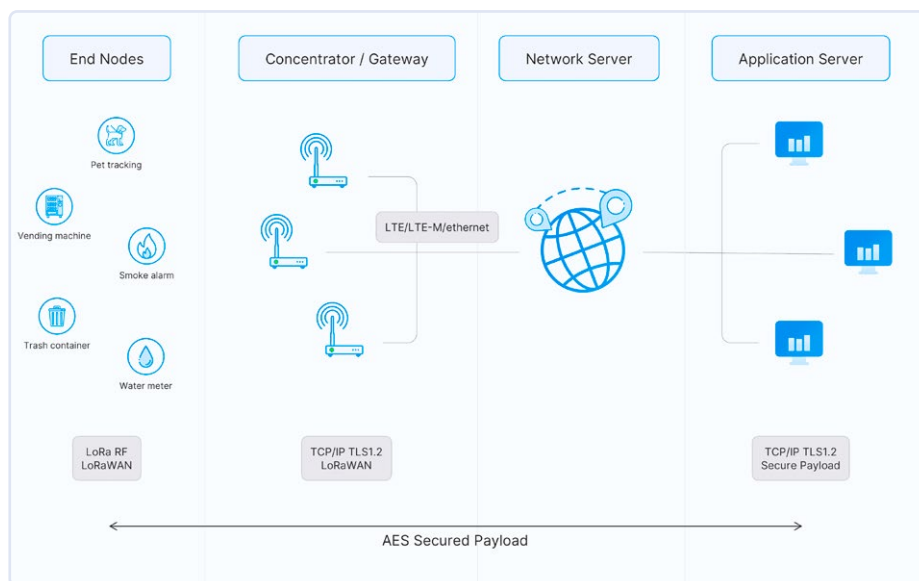 End Nodes
Concentrator / Gateway
Network Server
Application Server
Pet tracking
Vending machine
Smoke alarm
Trash container
Water meter
LTE/LTE-M/ethernet
LoRa RF
LoRaWAN
TCP/IP TLS1.2
LoRaWAN
TCP/IP TLS1.2
Secure Payload
AES Secured Payload